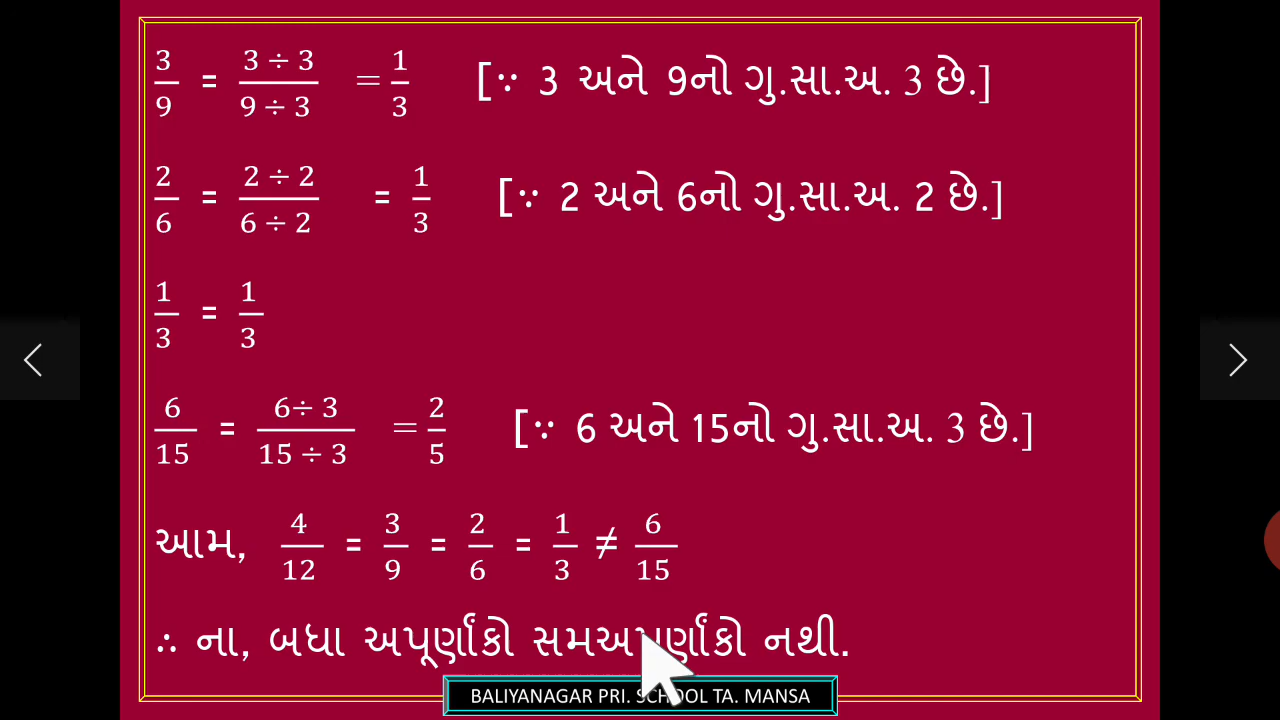 3/9 = (3 ÷ 3)/(9 ÷ 3) = 1/3 [∵ 3 અને 9નો ગુ.સા.અ. 3 છે.]
2/6 = (2 ÷ 2)/(6 ÷ 2) = 1/3 [∵ 2 અને 6નો ગુ.સા.અ. 2 છે.]
1/3 = 1/3
6/15 = (6÷ 3)/(15 ÷ 3) = 2/5 [∵ 6 અને 15નો ગુ.સા.અ. 3 છે.]
આમ, 4/12 = 3/9 = 2/6 = 1/3 ≠ 6/15
∴ ના, બધા અપૂર્ણાંકો સમઅપૂર્ણાંકો નથી.
BALIYANAGAR PRI. SCHOOL TA. MANSA